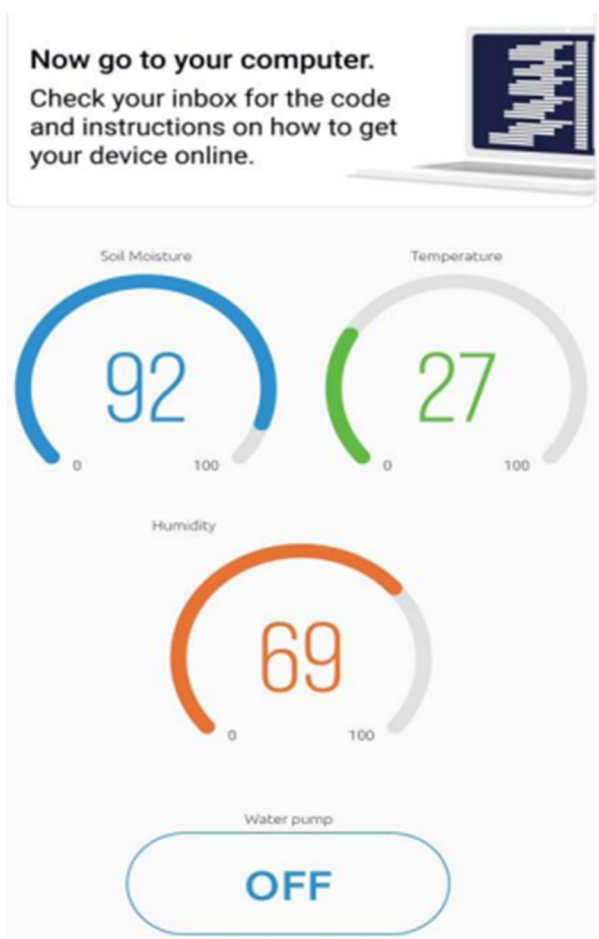 Now go to your computer.
Check your inbox for the code
and instructions on how to get
your device online.
Soil Moisture
92
0 100
Temperature
27
0 100
Humidity
69
0 100
Water pump
OFF